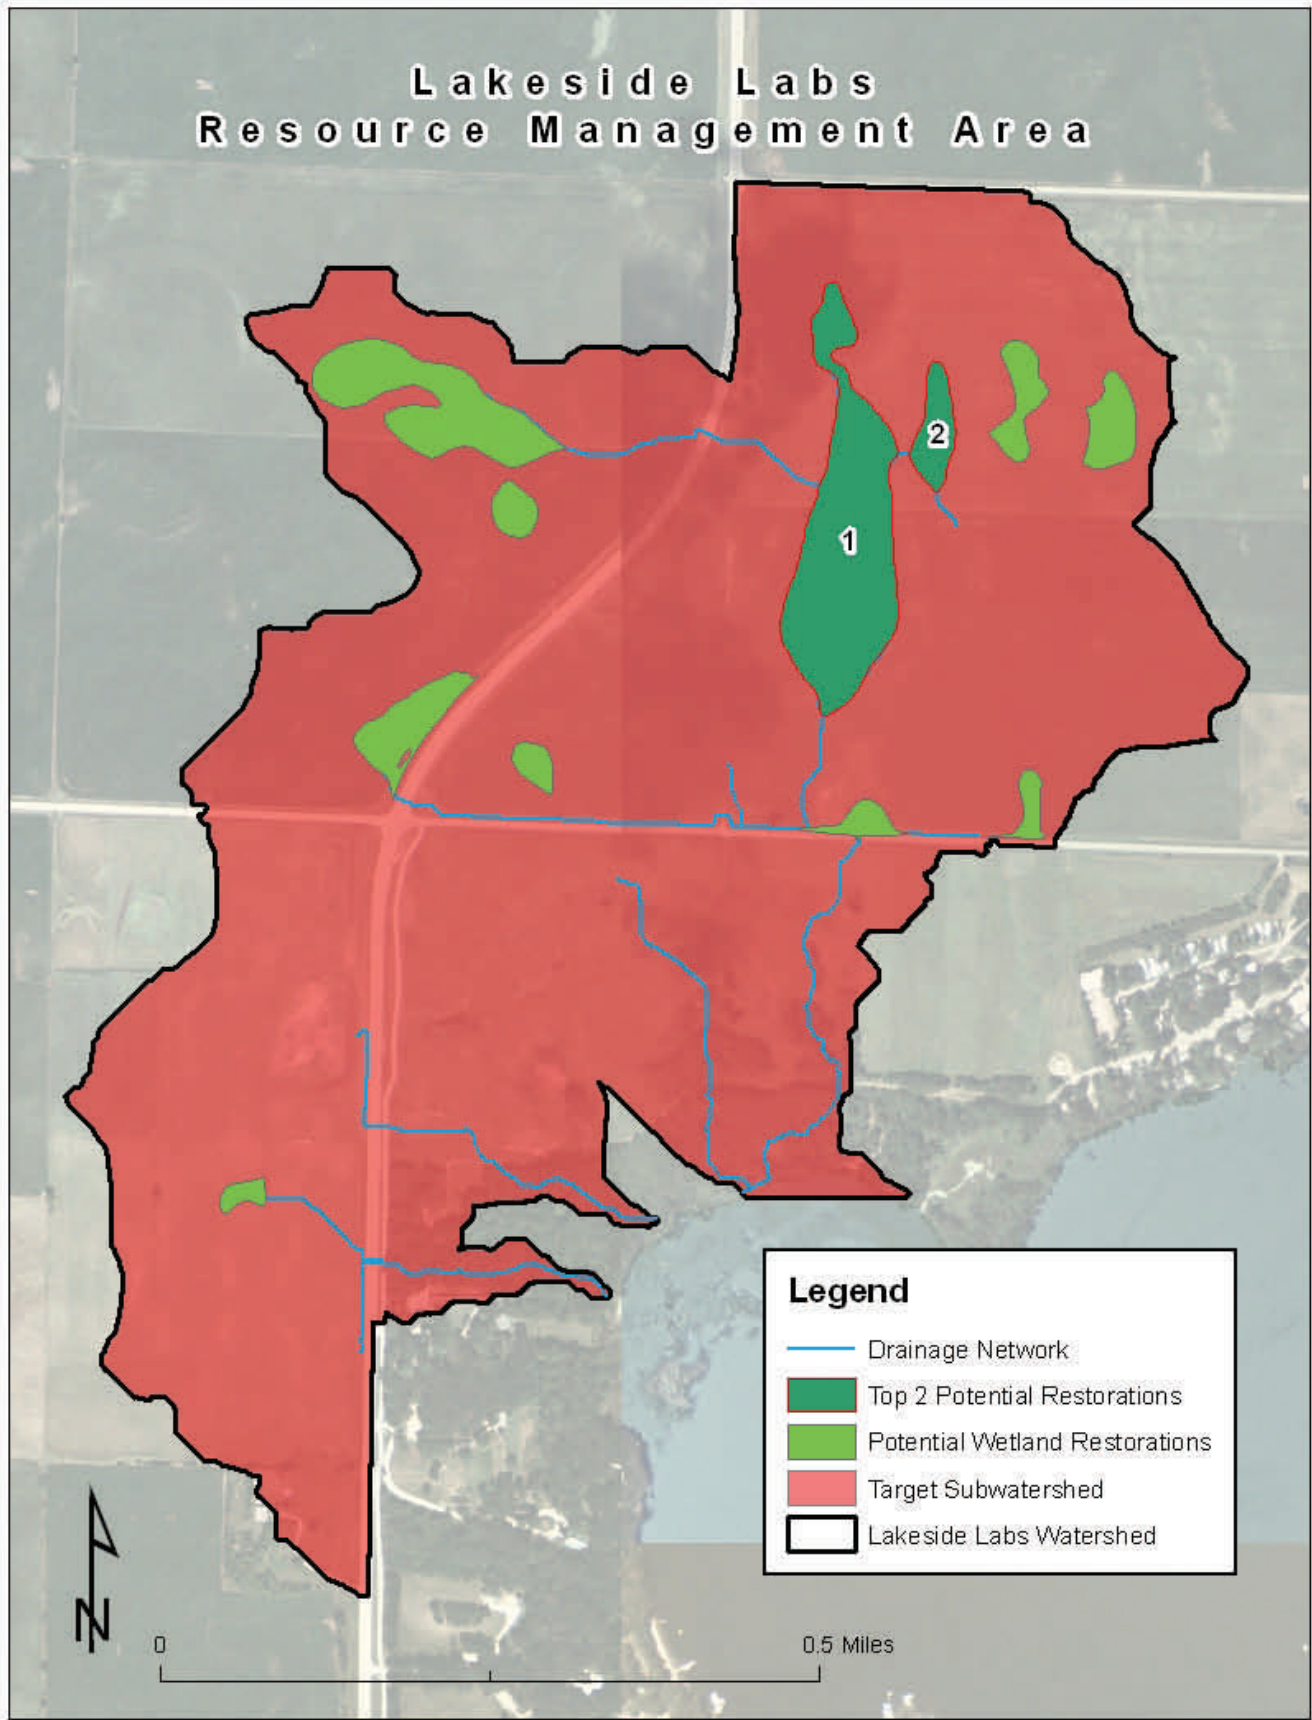 Lakeside Labs
Resource Management Area
2
1
Legend
Drainage Network
Top 2 Potential Restorations
Potential Wetland Restorations
Target Subwatershed
Lakeside Labs Watershed
N
0 0.5 Miles